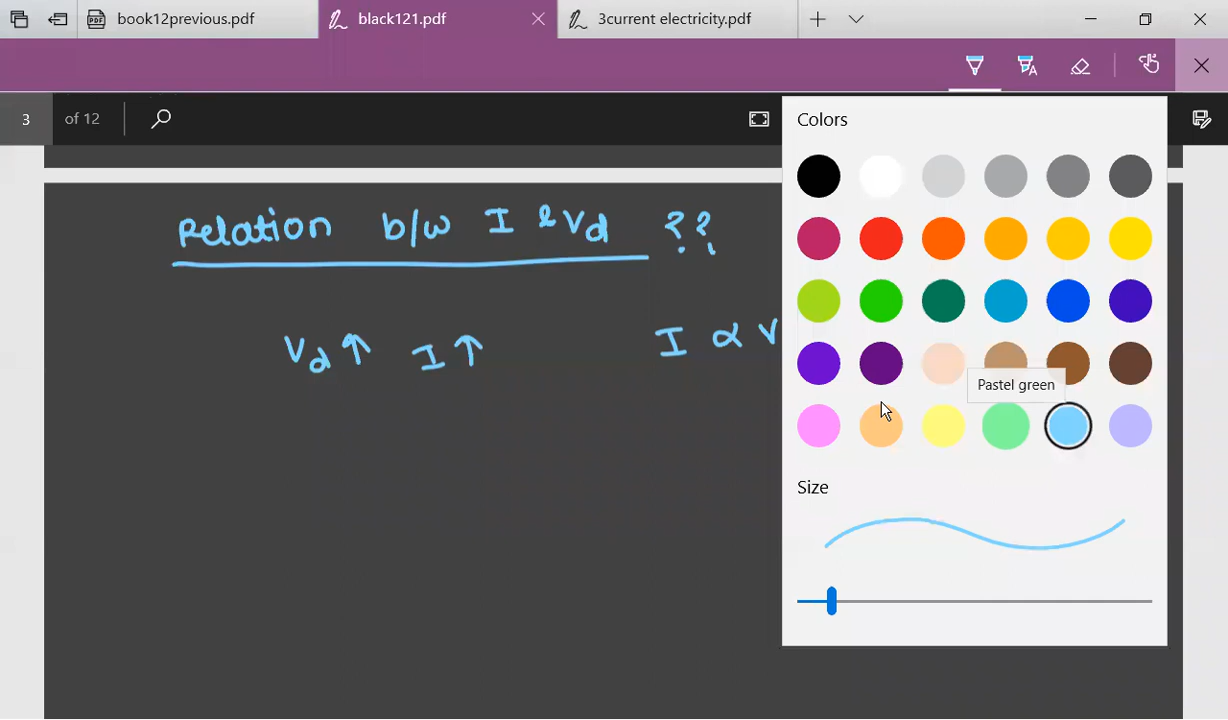 book12previous.pdf black121.pdf 3current electricity.pdf
3 of 12
Colors
Relation b/w I & Vd ??
Vd ↑ I ↑ I ∝ V
Pastel green
Size